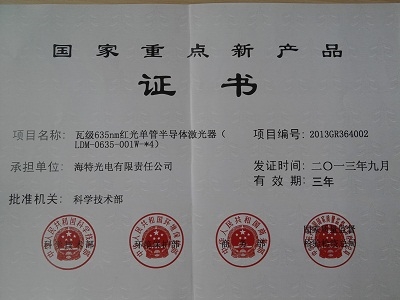 国家重点新产品
证书
项目名称: 瓦级635nm红光单管半导体激光器( 项目编号: 2013GR364002
LDM-0635-001W-*4)
承担单位: 海特光电有限责任公司 发证时间: 二〇一三年九月
有效期: 三年
批准机关: 科学技术部